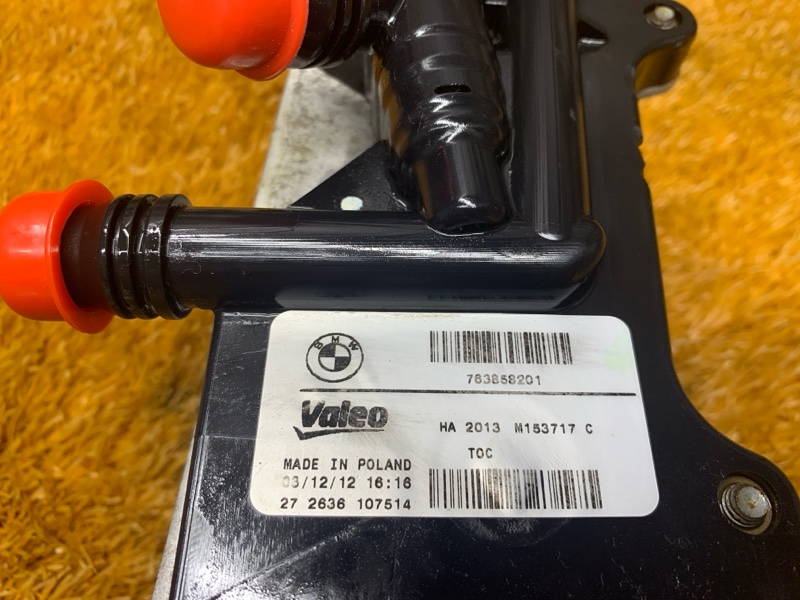 BMW
763858201
Valeo
HA 2013 M153717 C
TOC
MADE IN POLAND
03/12/12 16:16
27 2636 107514